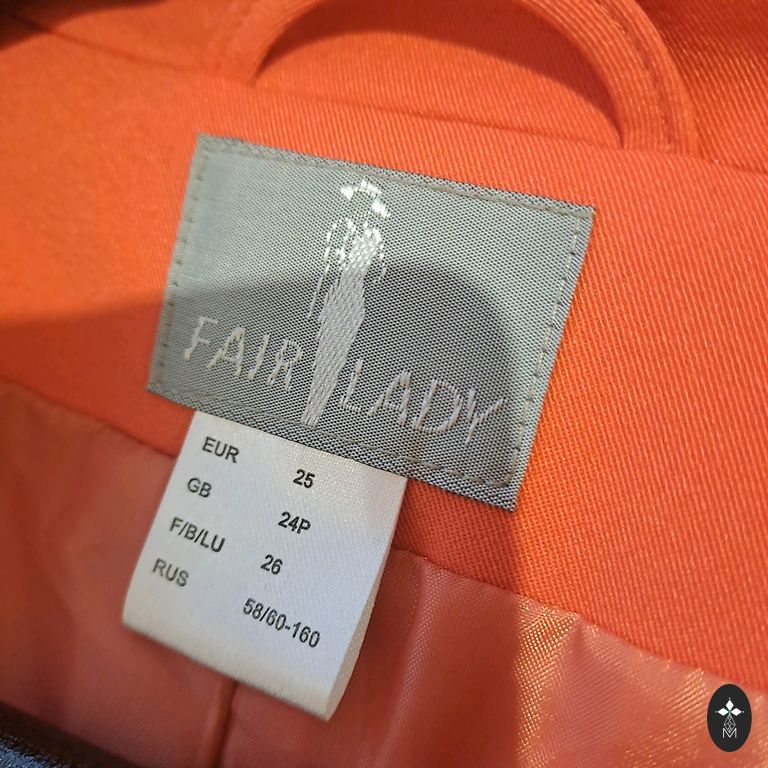 FAIR LADY
EUR 25
GB 24P
F/B/LU 26
RUS 58/60-160
M